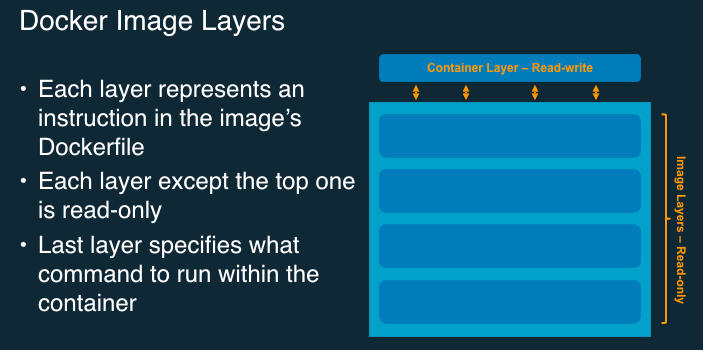 Docker Image Layers
• Each layer represents an
instruction in the image's
Dockerfile
• Each layer except the top one
is read-only
• Last layer specifies what
command to run within the
container
Container Layer – Read-write
Image Layers – Read-only